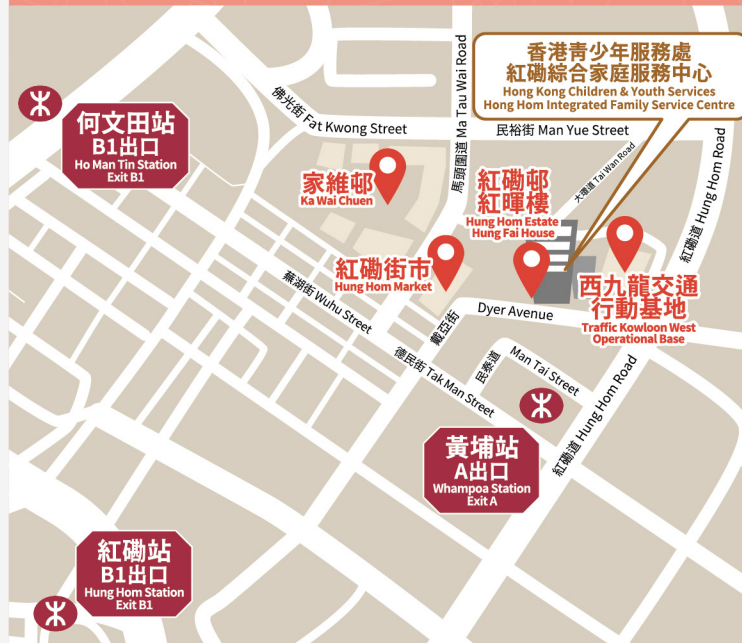 香港青少年服務處
紅磡綜合家庭服務中心
Hong Kong Children & Youth Services
Hong Hom Integrated Family Service Centre
何文田站
B1出口
Ho Man Tin Station
Exit B1
佛光街 Fat Kwong Street
馬頭圍道 Ma Tau Wai Road
民裕街 Man Yue Street
大環道 Tai Wan Road
紅磡道 Hung Hom Road
家維邨
Ka Wai Chuen
紅磡邨
紅暉樓
Hung Hom Estate
Hung Fai House
紅磡街市
Hung Hom Market
西九龍交通
行動基地
Traffic Kowloon West
Operational Base
蕪湖街 Wuhu Street
戴亞街
Dyer Avenue
德民街 Tak Man Street
民泰道
Man Tai Street
紅磡道 Hung Hom Road
黃埔站
A出口
Whampoa Station
Exit A
紅磡站
B1出口
Hung Hom Station
Exit B1